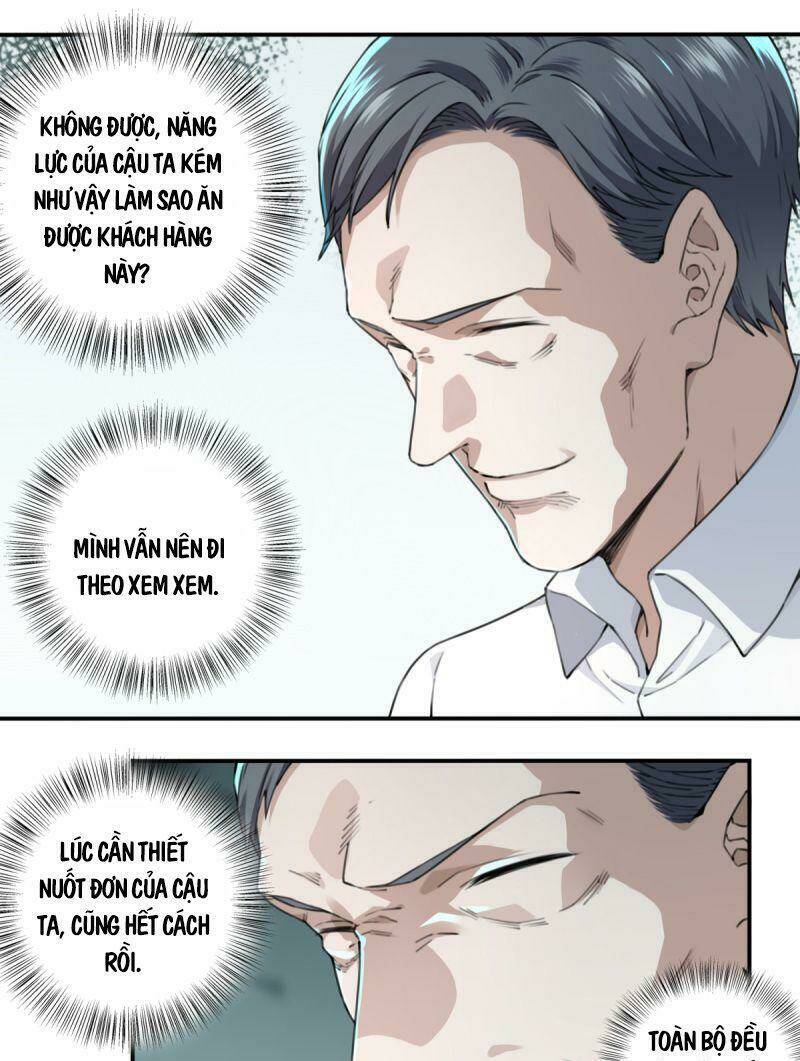 KHÔNG ĐƯỢC, NĂNG
LỰC CỦA CẬU TA KÉM
NHƯ VẬY LÀM SAO ĂN
ĐƯỢC KHÁCH HÀNG
NÀY?
MÌNH VẪN NÊN ĐI
THEO XEM XEM.
LÚC CẦN THIẾT
NUỐT ĐƠN CỦA CẬU
TA, CŨNG HẾT CÁCH
RỒI.
TOÀN BỘ ĐỀU